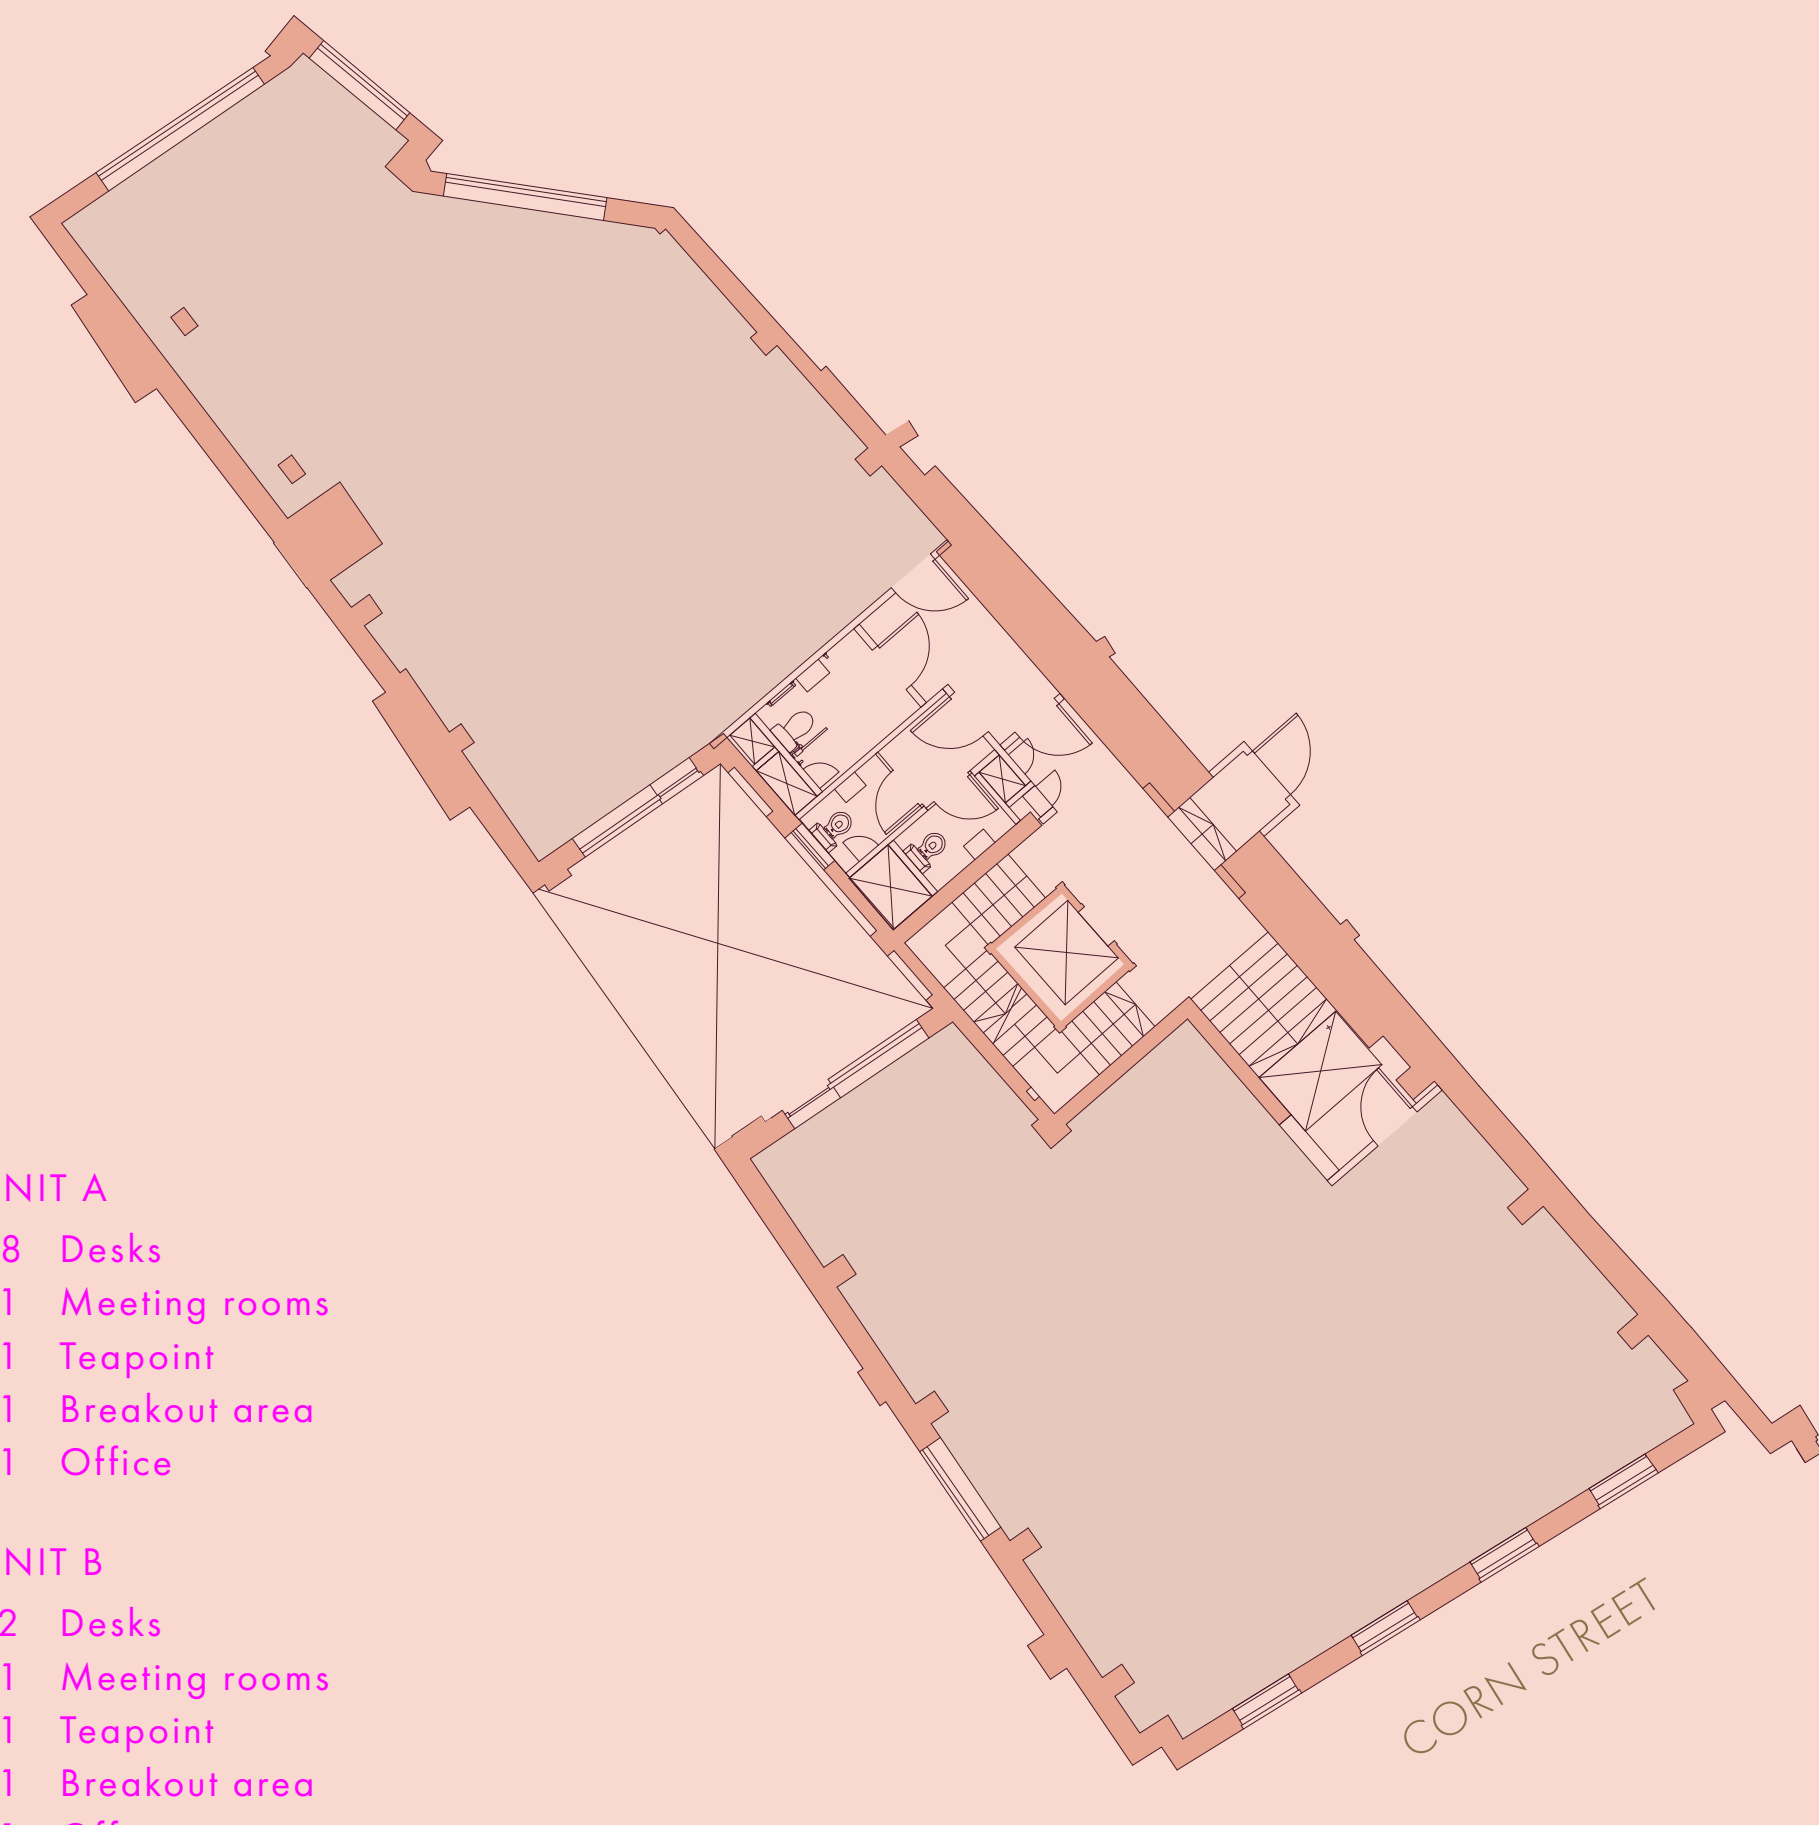 NIT A
8 Desks
1 Meeting rooms
1 Teapoint
1 Breakout area
1 Office
NIT B
2 Desks
1 Meeting rooms
1 Teapoint
1 Breakout area
CORN STREET